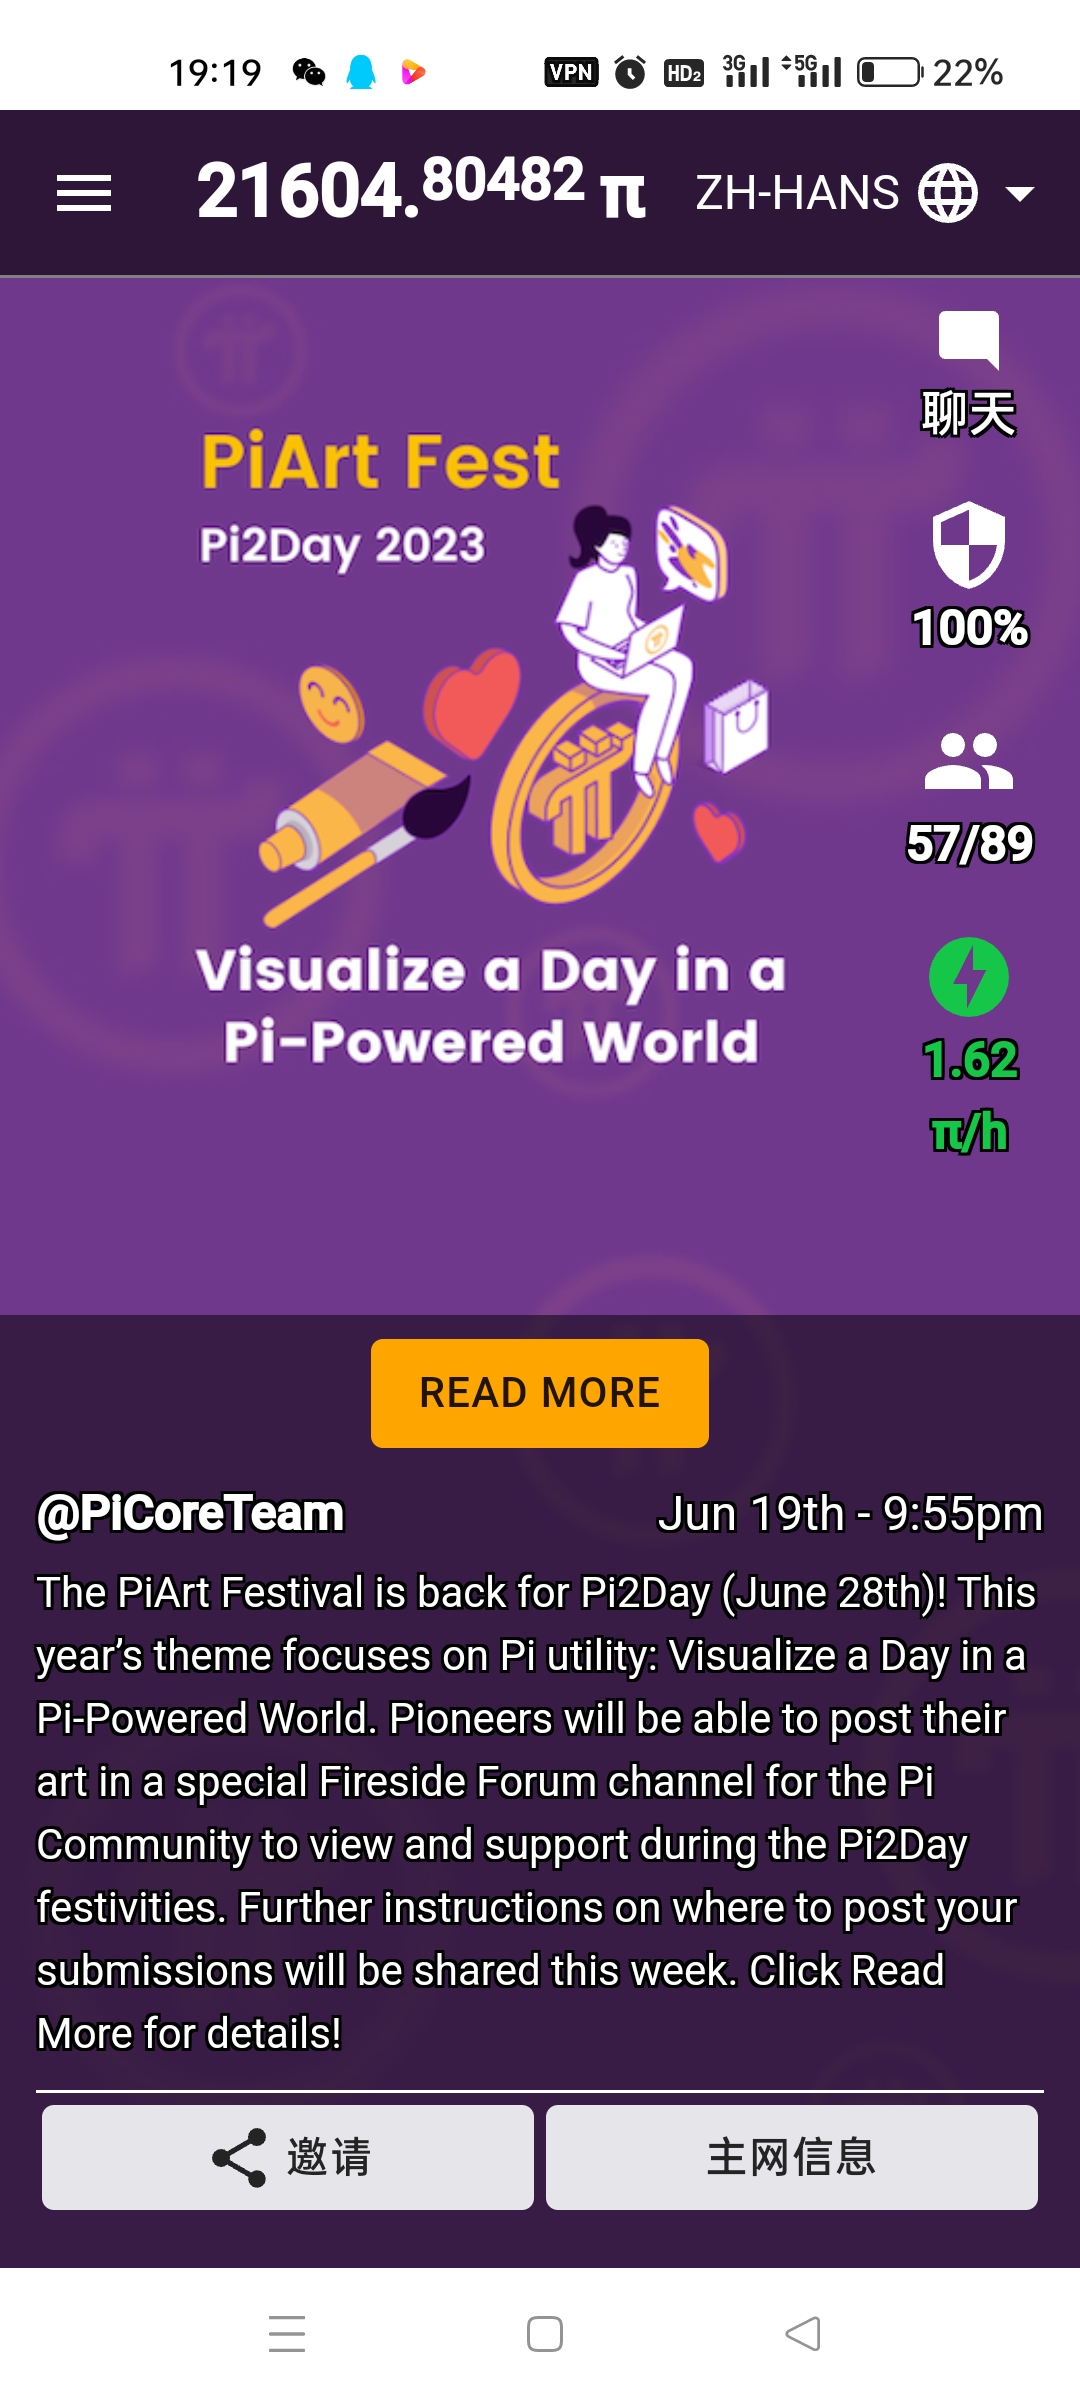 19:19 VPN HD2 3G 5G 22%
21604.80482 π ZH-HANS
聊天
PiArt Fest
Pi2Day 2023
100%
57/89
Visualize a Day in a
Pi-Powered World
1.62
π/h
READ MORE
@PiCoreTeam Jun 19th - 9:55pm
The PiArt Festival is back for Pi2Day (June 28th)! This
year’s theme focuses on Pi utility: Visualize a Day in a
Pi-Powered World. Pioneers will be able to post their
art in a special Fireside Forum channel for the Pi
Community to view and support during the Pi2Day
festivities. Further instructions on where to post your
submissions will be shared this week. Click Read
More for details!
邀请 主网信息